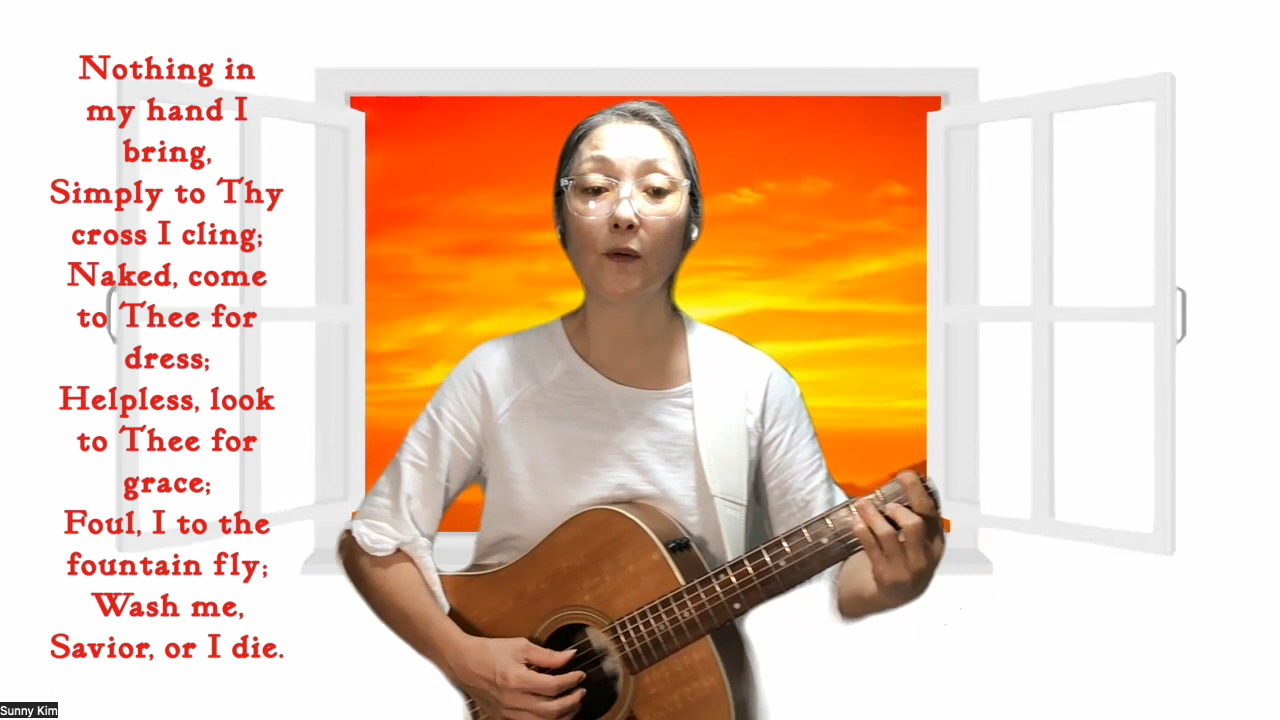 Nothing in
my hand I
bring,
Simply to Thy
cross I cling;
Naked, come
to Thee for
dress;
Helpless, look
to Thee for
grace;
Foul, I to the
fountain fly;
Wash me,
Savior, or I die.
Sunny Kim